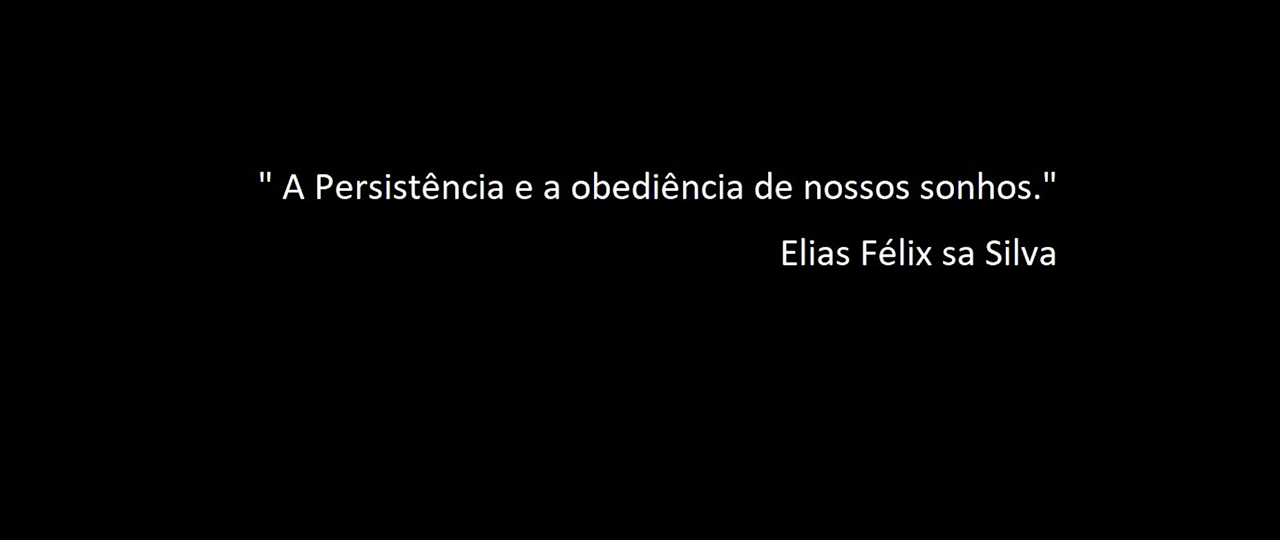 " A Persistência e a obediência de nossos sonhos."
Elias Félix sa Silva